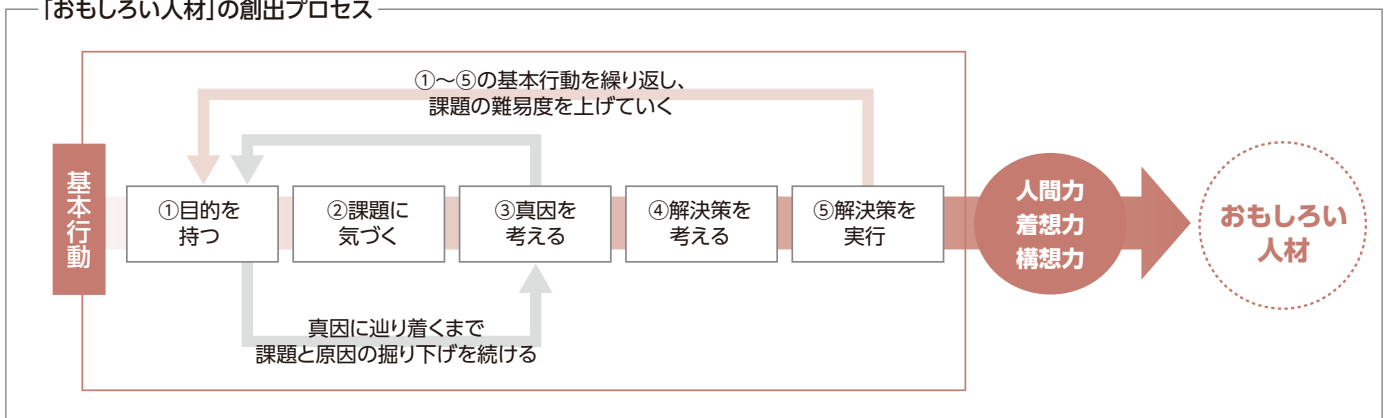 「おもしろい人材」の創出プロセス
①～⑤の基本行動を繰り返し、
課題の難易度を上げていく
基本行動
①目的を
持つ
②課題に
気づく
③真因を
考える
④解決策を
考える
⑤解決策を
実行
真因に辿り着くまで
課題と原因の掘り下げを続ける
人間力
着想力
構想力
おもしろい
人材